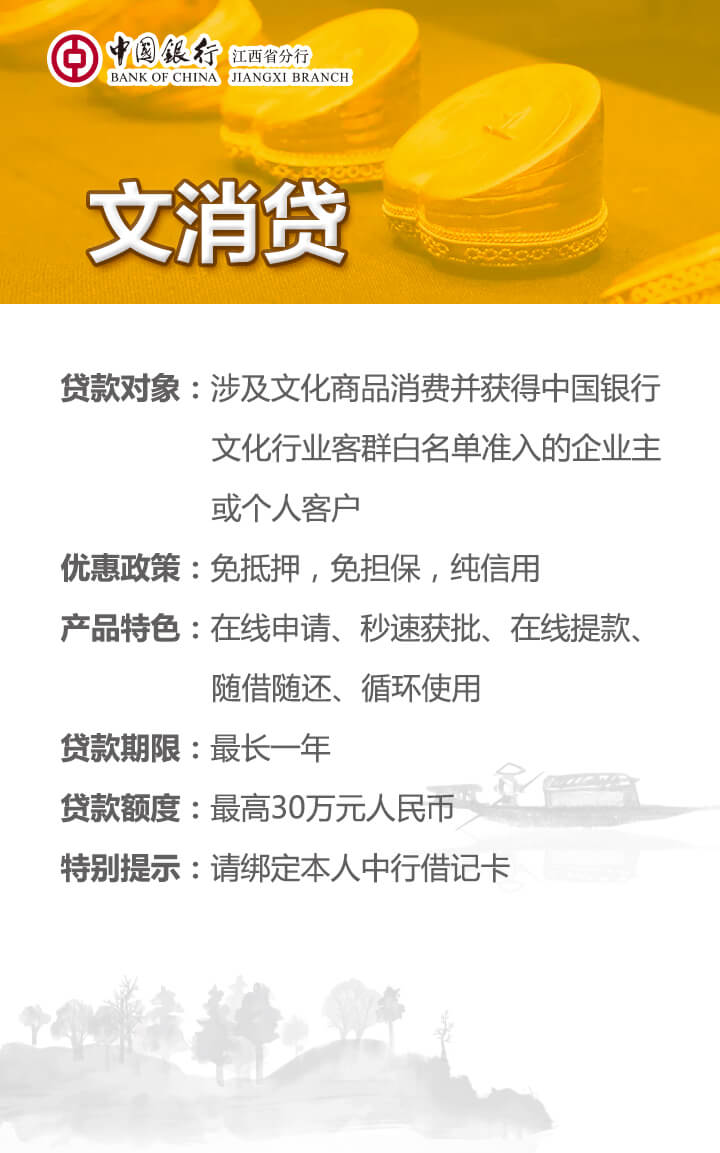 中国银行 江西省分行
BANK OF CHINA JIANGXI BRANCH
文消贷
贷款对象：涉及文化商品消费并获得中国银行
文化行业客群白名单准入的企业主
或个人客户
优惠政策：免抵押，免担保，纯信用
产品特色：在线申请、秒速获批、在线提款、
随借随还、循环使用
贷款期限：最长一年
贷款额度：最高30万元人民币
特别提示：请绑定本人中行借记卡